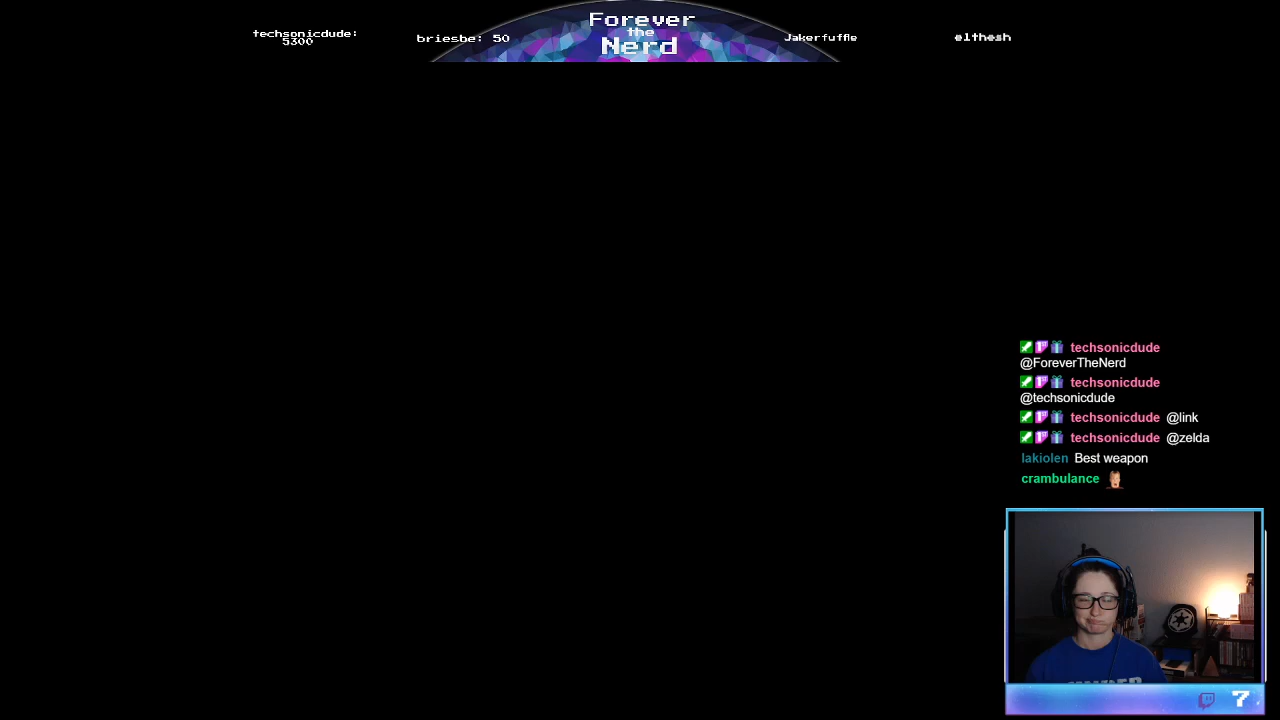 techsonicdude:
5300
briesbe: 50
Forever
the
Nerd
Jakerfuffle
elthesh
techsonicdude
@ForeverTheNerd
techsonicdude
@techsonicdude
techsonicdude @link
techsonicdude @zelda
lakiolen Best weapon
crambulance
7